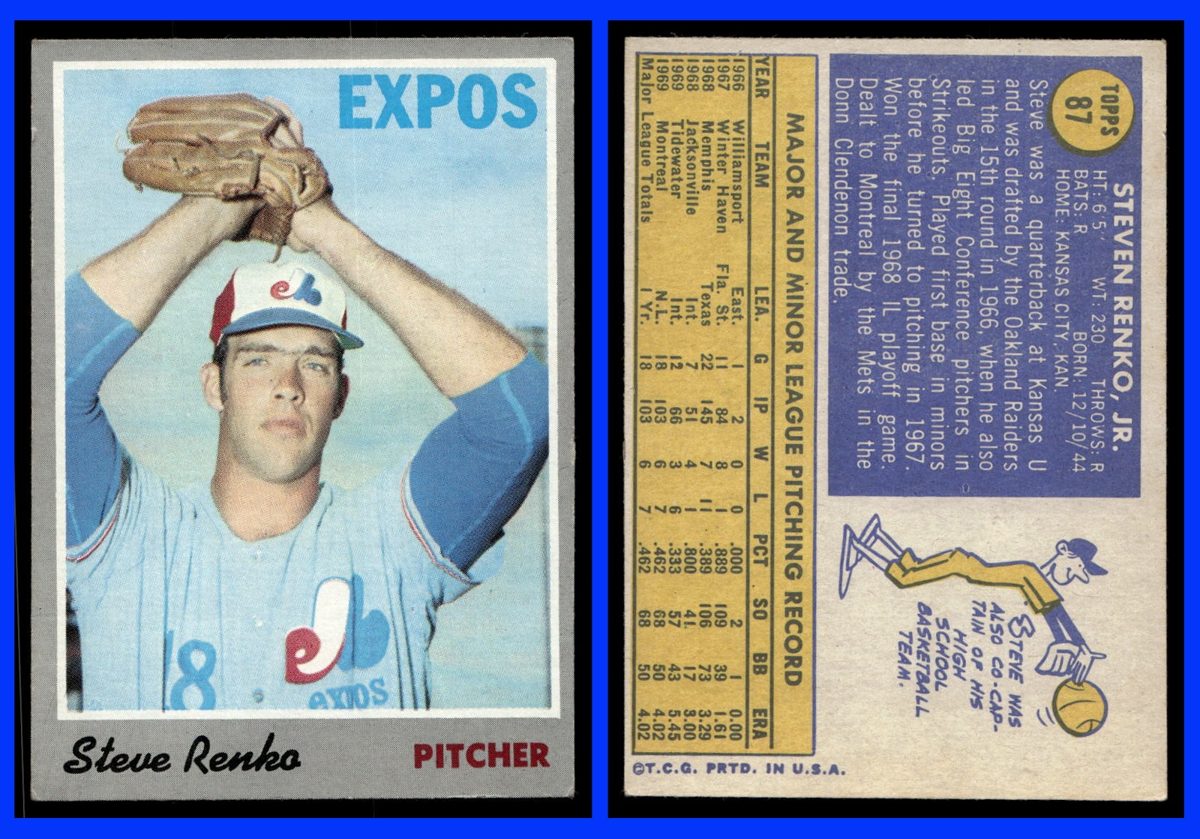 EXPOS
eb
8
expos
Steve Renko
PITCHER
TOPPS
87
STEVEN RENKO, JR.
HT: 6'5" WT: 230 THROWS: R
BATS: R BORN: 12/10/44
HOME: KANSAS CITY, KAN.
Steve was a quarterback at Kansas U
and was drafted by the Oakland Raiders
in the 15th round in 1966, when he also
led Big Eight Conference pitchers in
Strikeouts. Played first base in minors
before he turned to pitching in 1967.
Won the final 1968 IL playoff game.
Dealt to Montreal by the Mets in the
Donn Clendenon trade.
STEVE WAS
ALSO CO-CAP-
TAIN OF HIS
HIGH
SCHOOL
BASKETBALL
TEAM.
MAJOR AND MINOR LEAGUE PITCHING RECORD
YEAR TEAM LEA. G IP W L PCT SO BB ERA
1966 Williamsport East. 1 2 0 0 .000 2 1 0.00
1967 Winter Haven Fla. St. 11 84 8 1 .889 109 39 1.61
1968 Memphis Texas 22 145 7 11 .389 106 73 3.29
1968 Jacksonville Int. 7 51 4 1 .800 41 17 3.00
1969 Tidewater Int. 12 66 3 6 .333 57 43 5.45
1969 Montreal N.L. 18 103 6 7 .462 68 50 4.02
Major League Totals 1 Yr. 18 103 6 7 .462 68 50 4.02
©T.C.G. PRTD. IN U.S.A.